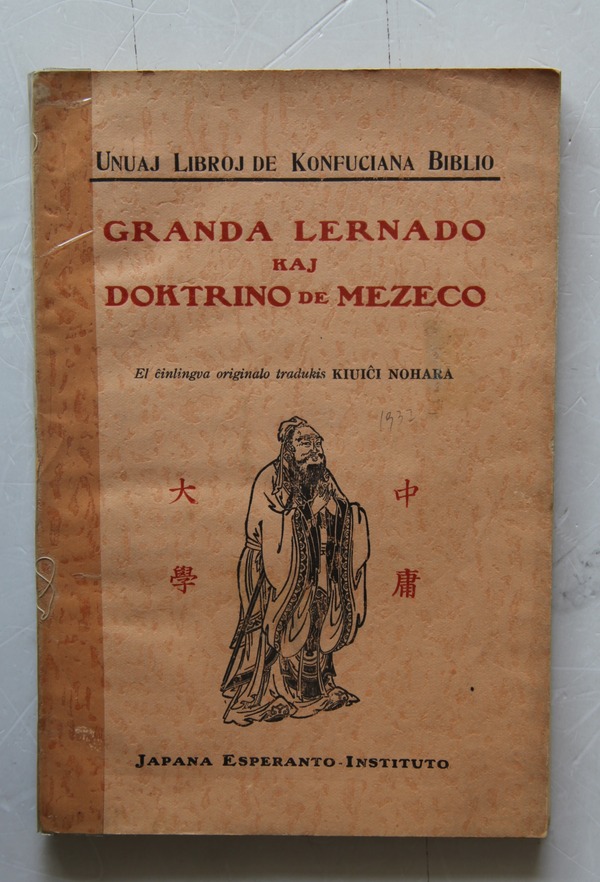 UNUAJ LIBROJ DE KONFUCIANA BIBLIO
GRANDA LERNADO
KAJ
DOKTRINO DE MEZECO
El ĉinlingva originalo tradukis KIUIĈI NOHARA
1932
大學
中庸
JAPANA ESPERANTO-INSTITUTO